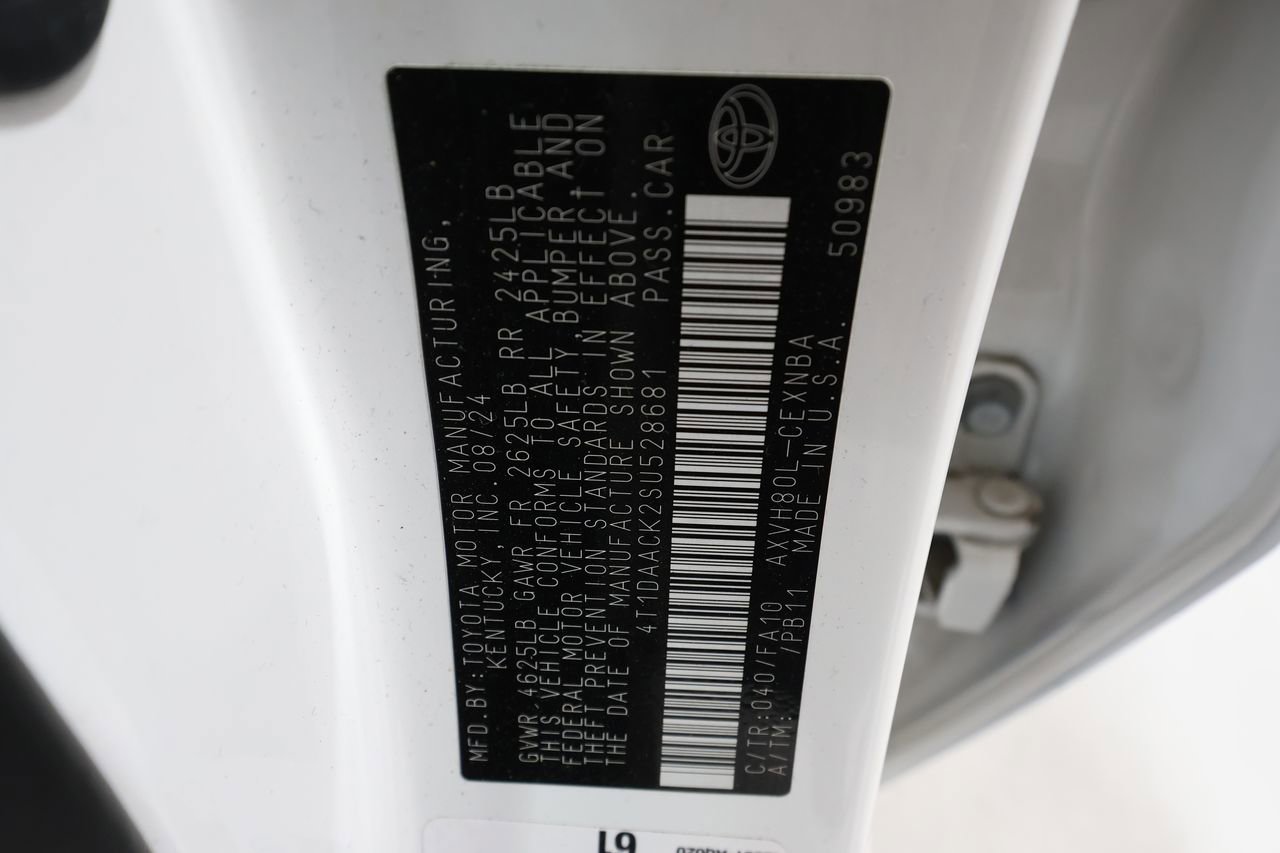 MFD.BY:TOYOTA MOTOR MANUFACTURING,
KENTUCKY,INC.08/24
GVWR 4625LB GAWR FR 2625LB RR 2425LB
THIS VEHICLE CONFORMS TO ALL APPLICABLE
FEDERAL MOTOR VEHICLE SAFETY,BUMPER AND
THEFT PREVENTION STANDARDS IN EFFECT ON
THE DATE OF MANUFACTURE SHOWN ABOVE.
4T1DAACK2SU528681 PASS.CAR
C/TR:040/FA10 AXVH80L-CEXNBA
A/TM: /PB11 MADE IN U.S.A.
50983
61